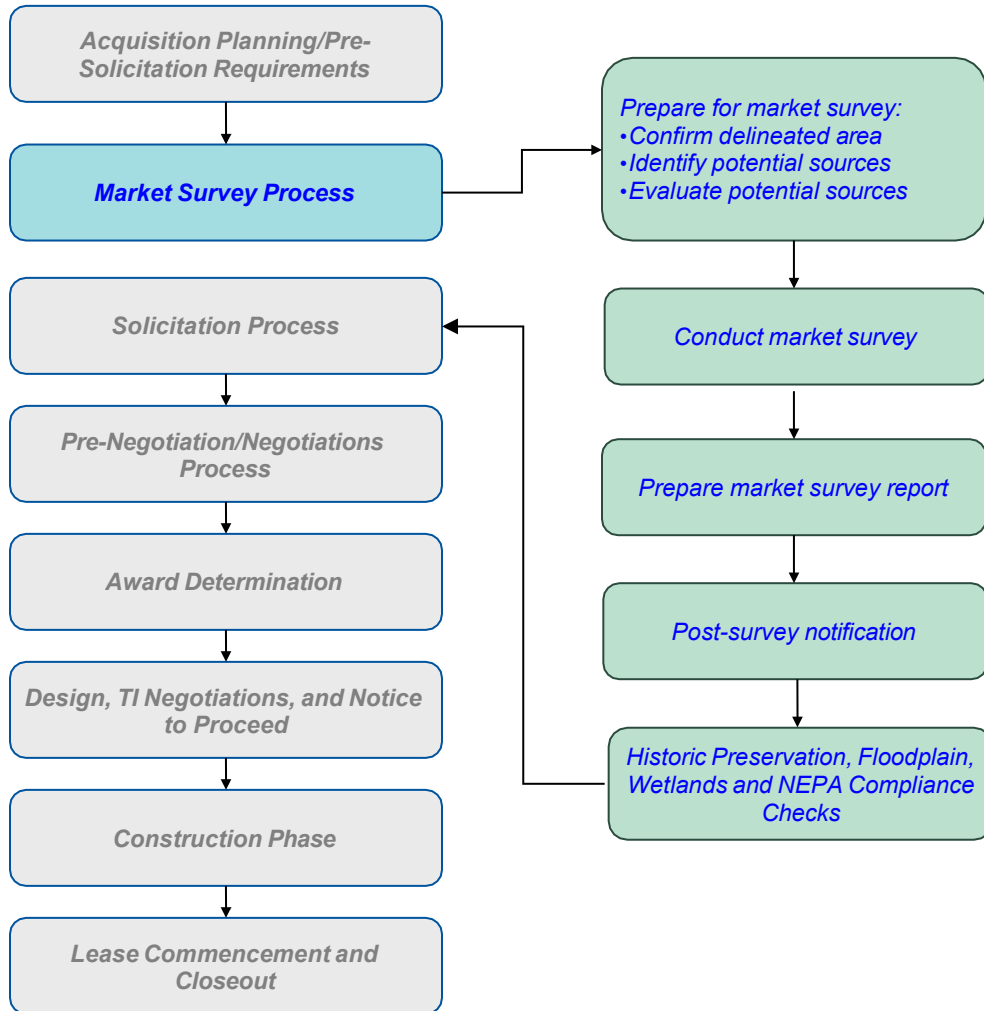 Acquisition Planning/Pre-
Solicitation Requirements
Market Survey Process
Prepare for market survey:
•Confirm delineated area
•Identify potential sources
•Evaluate potential sources
Conduct market survey
Prepare market survey report
Post-survey notification
Historic Preservation, Floodplain,
Wetlands and NEPA Compliance
Checks
Solicitation Process
Pre-Negotiation/Negotiations
Process
Award Determination
Design, TI Negotiations, and Notice
to Proceed
Construction Phase
Lease Commencement and
Closeout